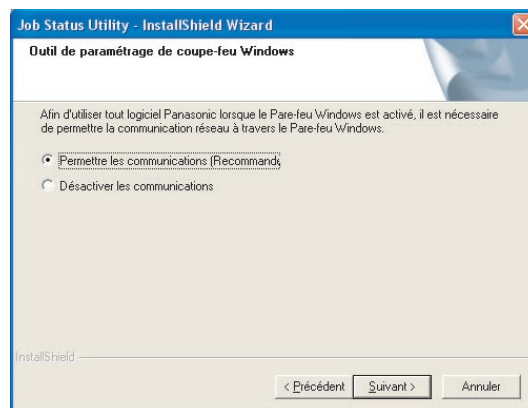 Job Status Utility - InstallShield Wizard
Outil de paramétrage de coupe-feu Windows
Afin d'utiliser tout logiciel Panasonic lorsque le Pare-feu Windows est activé, il est nécessaire
de permettre la communication réseau à travers le Pare-feu Windows.
Permettre les communications (Recommandé
Désactiver les communications
InstallShield
< Précédent Suivant > Annuler